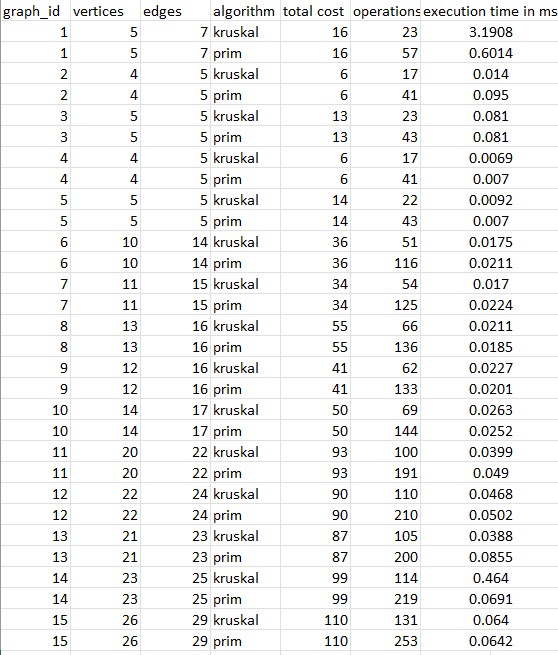 graph_id vertices edges algorithm total cost operations execution time in ms
1 5 7 kruskal 16 23 3.1908
1 5 7 prim 16 57 0.6014
2 4 5 kruskal 6 17 0.014
2 4 5 prim 6 41 0.095
3 5 5 kruskal 13 23 0.081
3 5 5 prim 13 43 0.081
4 4 5 kruskal 6 17 0.0069
4 4 5 prim 6 41 0.007
5 5 5 kruskal 14 22 0.0092
5 5 5 prim 14 43 0.007
6 10 14 kruskal 36 51 0.0175
6 10 14 prim 36 116 0.0211
7 11 15 kruskal 34 54 0.017
7 11 15 prim 34 125 0.0224
8 13 16 kruskal 55 66 0.0211
8 13 16 prim 55 136 0.0185
9 12 16 kruskal 41 62 0.0227
9 12 16 prim 41 133 0.0201
10 14 17 kruskal 50 69 0.0263
10 14 17 prim 50 144 0.0252
11 20 22 kruskal 93 100 0.0399
11 20 22 prim 93 191 0.049
12 22 24 kruskal 90 110 0.0468
12 22 24 prim 90 210 0.0502
13 21 23 kruskal 87 105 0.0388
13 21 23 prim 87 200 0.0855
14 23 25 kruskal 99 114 0.464
14 23 25 prim 99 219 0.0691
15 26 29 kruskal 110 131 0.064
15 26 29 prim 110 253 0.0642